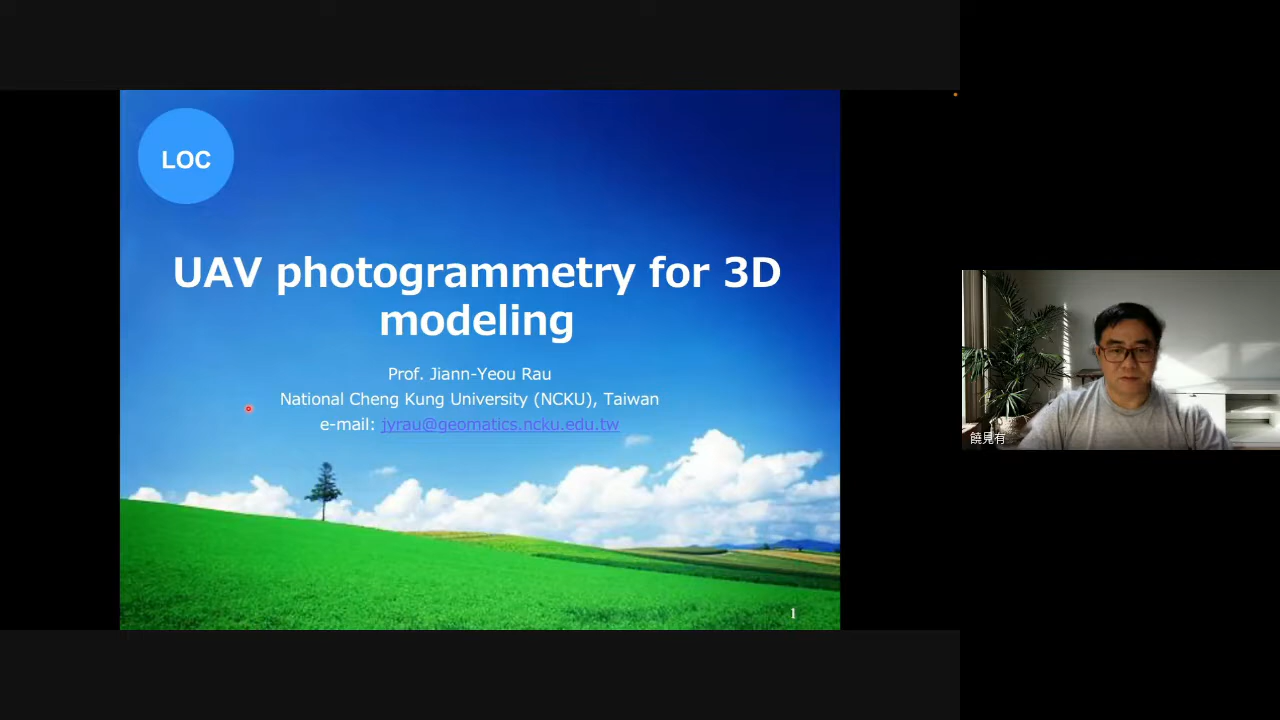 LOC
UAV photogrammetry for 3D
modeling
Prof. Jiann-Yeou Rau
National Cheng Kung University (NCKU), Taiwan
e-mail: jyrau@geomatics.ncku.edu.tw
1
饒見有